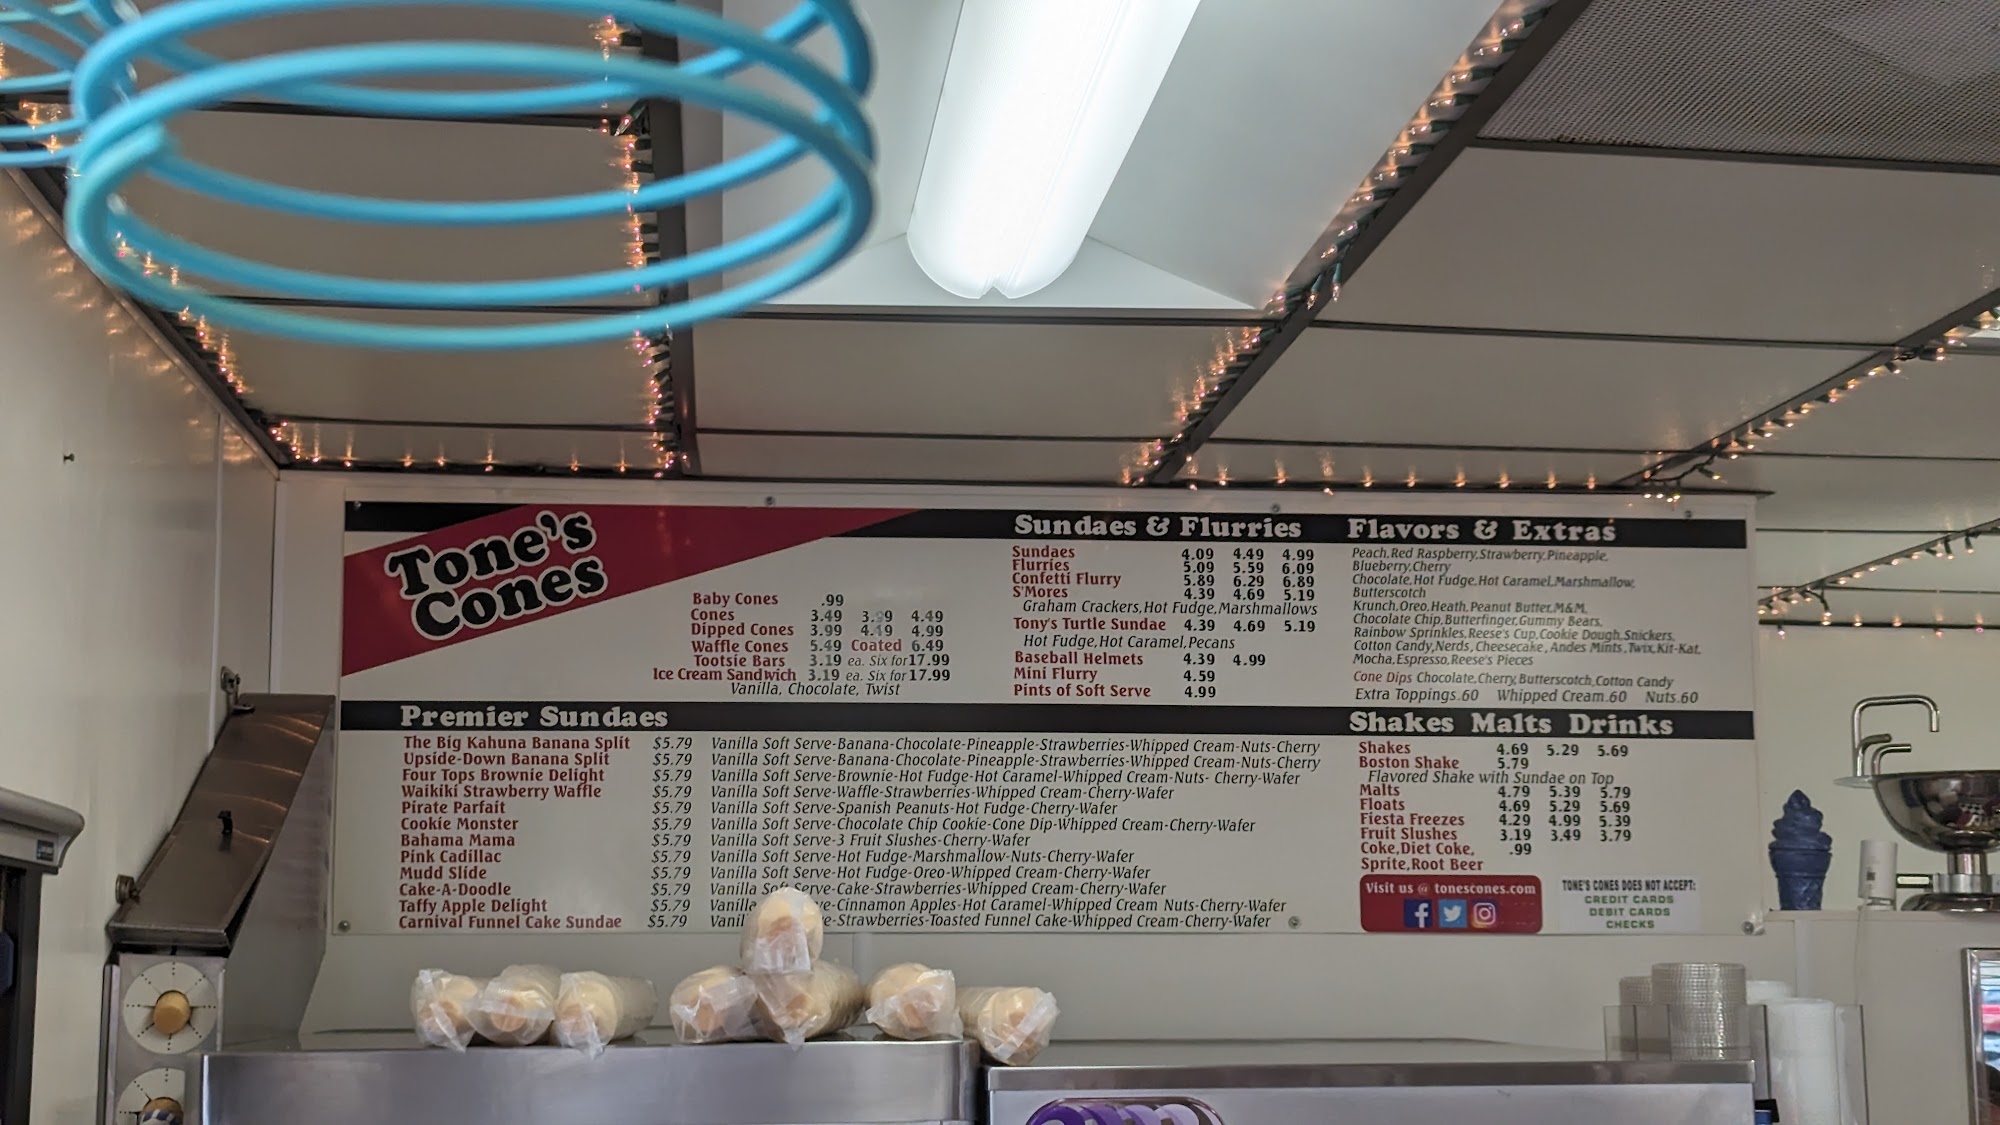 Tone's
Cones
Baby Cones .99
Cones 3.49 3.99 4.49
Dipped Cones 3.99 4.49 4.99
Waffle Cones 5.49 Coated 6.49
Tootsie Bars 3.19 ea. Six for 17.99
Ice Cream Sandwich 3.19 ea. Six for 17.99
Vanilla, Chocolate, Twist
Sundaes & Flurries
Sundaes 4.09 4.49 4.99
Flurries 5.09 5.59 6.09
Confetti Flurry 5.89 6.29 6.89
S'Mores 4.39 4.69 5.19
Graham Crackers,Hot Fudge,Marshmallows
Tony's Turtle Sundae 4.39 4.69 5.19
Hot Fudge,Hot Caramel,Pecans
Baseball Helmets 4.39 4.99
Mini Flurry 4.59
Pints of Soft Serve 4.99
Flavors & Extras
Peach,Red Raspberry,Strawberry,Pineapple,
Blueberry,Cherry
Chocolate,Hot Fudge,Hot Caramel,Marshmallow,
Butterscotch
Krunch,Oreo,Heath,Peanut Butter,M&M,
Chocolate Chip,Butterfinger,Gummy Bears,
Rainbow Sprinkles,Reese's Cup,Cookie Dough,Snickers,
Cotton Candy,Nerds,Cheesecake,Andes Mints,Twix,Kit-Kat,
Mocha,Espresso,Reese's Pieces
Cone Dips Chocolate,Cherry,Butterscotch,Cotton Candy
Extra Toppings.60 Whipped Cream.60 Nuts.60
Premier Sundaes
The Big Kahuna Banana Split $5.79 Vanilla Soft Serve-Banana-Chocolate-Pineapple-Strawberries-Whipped Cream-Nuts-Cherry
Upside-Down Banana Split $5.79 Vanilla Soft Serve-Banana-Chocolate-Pineapple-Strawberries-Whipped Cream-Nuts-Cherry
Four Tops Brownie Delight $5.79 Vanilla Soft Serve-Brownie-Hot Fudge-Hot Caramel-Whipped Cream-Nuts- Cherry-Wafer
Waikiki Strawberry Waffle $5.79 Vanilla Soft Serve-Waffle-Strawberries-Whipped Cream-Cherry-Wafer
Pirate Parfait $5.79 Vanilla Soft Serve-Spanish Peanuts-Hot Fudge-Cherry-Wafer
Cookie Monster $5.79 Vanilla Soft Serve-Chocolate Chip Cookie-Cone Dip-Whipped Cream-Cherry-Wafer
Bahama Mama $5.79 Vanilla Soft Serve-3 Fruit Slushes-Cherry-Wafer
Pink Cadillac $5.79 Vanilla Soft Serve-Hot Fudge-Marshmallow-Nuts-Cherry-Wafer
Mudd Slide $5.79 Vanilla Soft Serve-Hot Fudge-Oreo-Whipped Cream-Cherry-Wafer
Cake-A-Doodle $5.79 Vanilla Soft Serve-Cake-Strawberries-Whipped Cream-Cherry-Wafer
Taffy Apple Delight $5.79 Vanilla -Cinnamon Apples-Hot Caramel-Whipped Cream Nuts-Cherry-Wafer
Carnival Funnel Cake Sundae $5.79 -Strawberries-Toasted Funnel Cake-Whipped Cream-Cherry-Wafer
Shakes Malts Drinks
Shakes 4.69 5.29 5.69
Boston Shake 5.79
Flavored Shake with Sundae on Top
Malts 4.79 5.39 5.79
Floats 4.69 5.29 5.69
Fiesta Freezes 4.29 4.99 5.39
Fruit Slushes 3.19 3.49 3.79
Coke,Diet Coke, .99
Sprite,Root Beer
Visit us @ tonescones.com
TONE'S CONES DOES NOT ACCEPT:
CREDIT CARDS
DEBIT CARDS
CHECKS